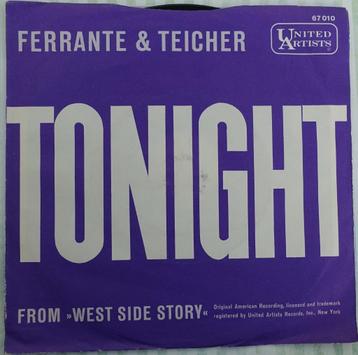 67 010
FERRANTE & TEICHER
UNITED
ARTISTS
TONIGHT
FROM »WEST SIDE STORY«
Original American Recording, licensed and trademark
registered by United Artists Records, Inc., New York